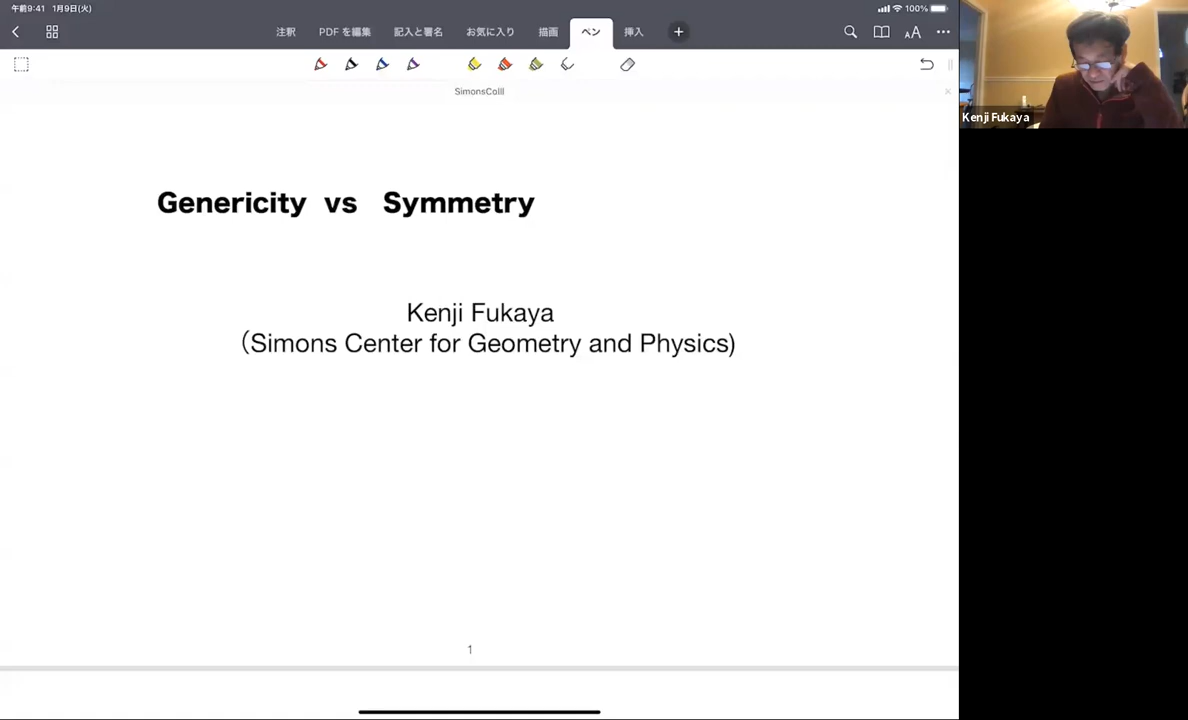 午前9:41 1月9日(火)
100%
注釈 PDF を編集 記入と署名 お気に入り 描画 ペン 挿入
AA
SimonsColll
Kenji Fukaya
Genericity vs Symmetry
Kenji Fukaya
(Simons Center for Geometry and Physics)
1